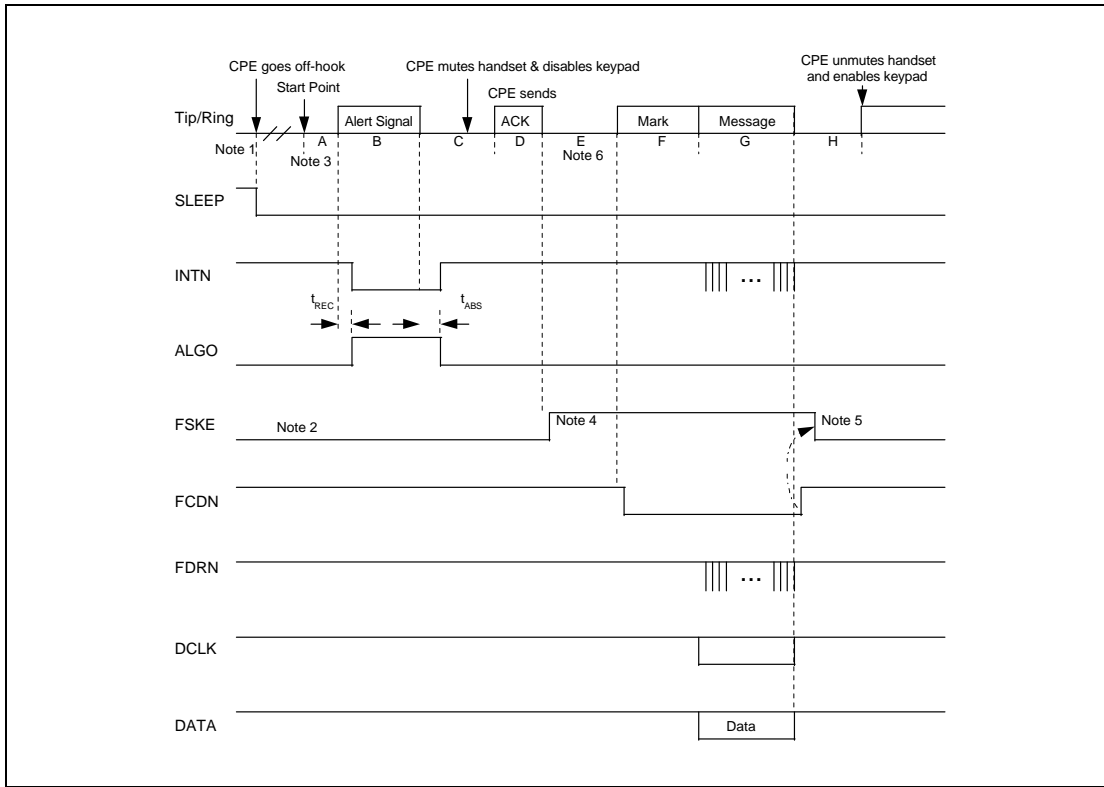 CPE goes off-hook
Start Point
CPE mutes handset & disables keypad
CPE sends
CPE unmutes handset
and enables keypad
Tip/Ring
Alert Signal
ACK
Mark
Message
A
B
C
D
E
F
G
H
Note 1
Note 3
Note 6
SLEEP
INTN
...
tREC
tABS
ALGO
FSKE
Note 2
Note 4
Note 5
FCDN
FDRN
...
DCLK
DATA
Data